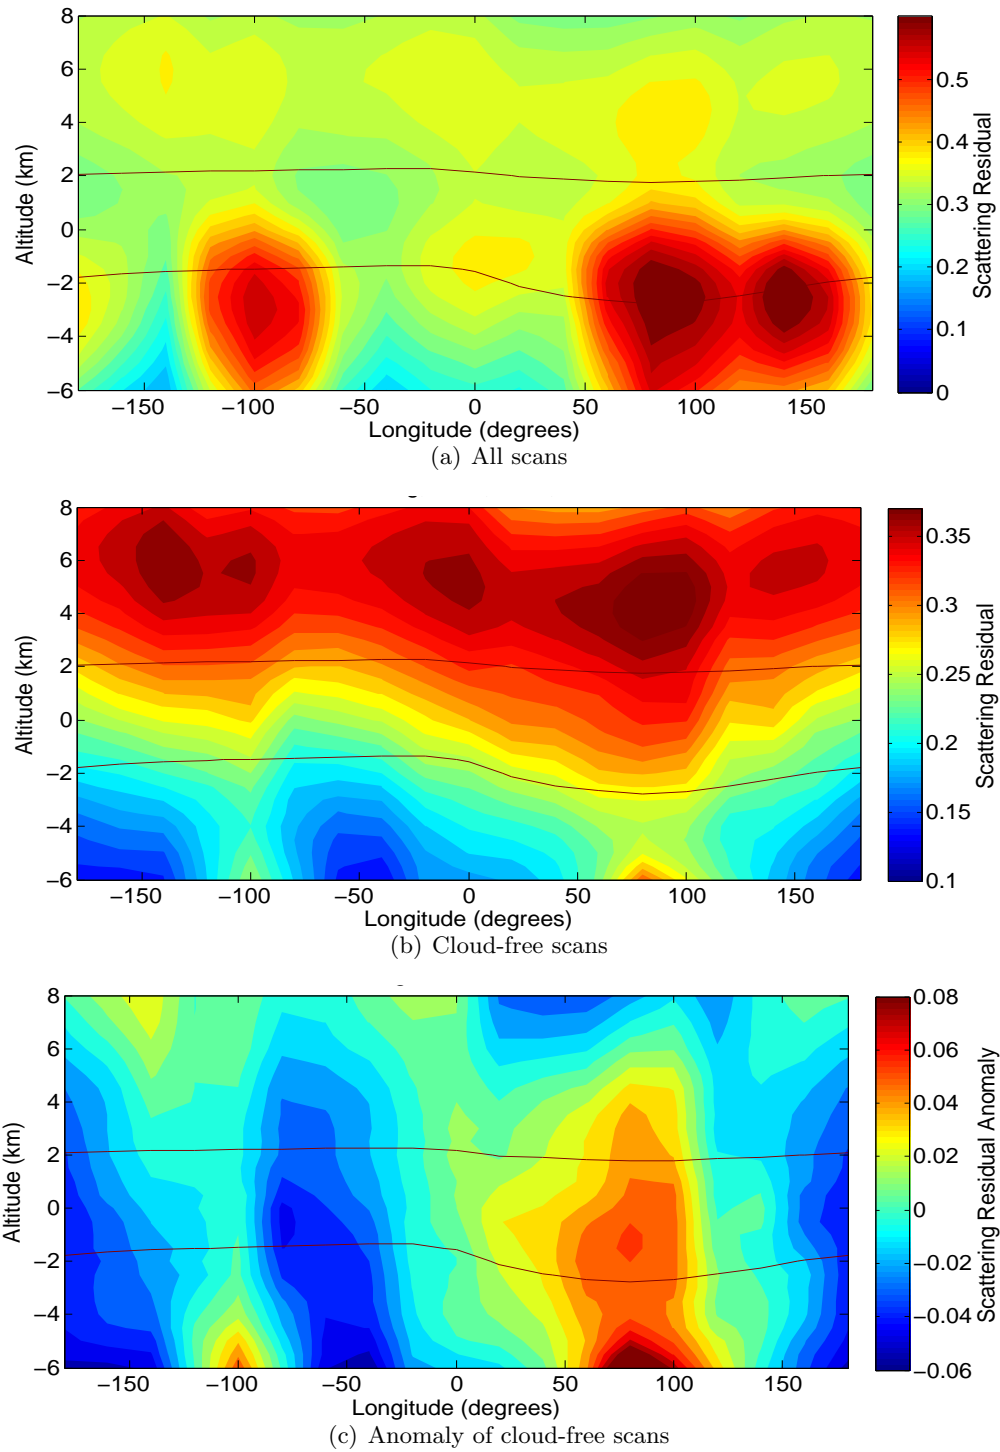 8
6
4
2
0
−2
−4
−6
Altitude (km)
−150 −100 −50 0 50 100 150
Longitude (degrees)
0.5
0.4
0.3
0.2
0.1
0
Scattering Residual
(a) All scans
8
6
4
2
0
−2
−4
−6
Altitude (km)
−150 −100 −50 0 50 100 150
Longitude (degrees)
0.35
0.3
0.25
0.2
0.15
0.1
Scattering Residual
(b) Cloud-free scans
8
6
4
2
0
−2
−4
−6
Altitude (km)
−150 −100 −50 0 50 100 150
Longitude (degrees)
0.08
0.06
0.04
0.02
0
−0.02
−0.04
−0.06
Scattering Residual Anomaly
(c) Anomaly of cloud-free scans